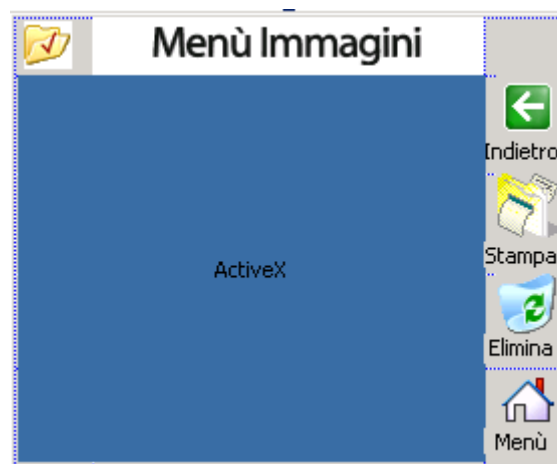 Menù Immagini
Indietro
Stampa
ActiveX
Elimina
Menù